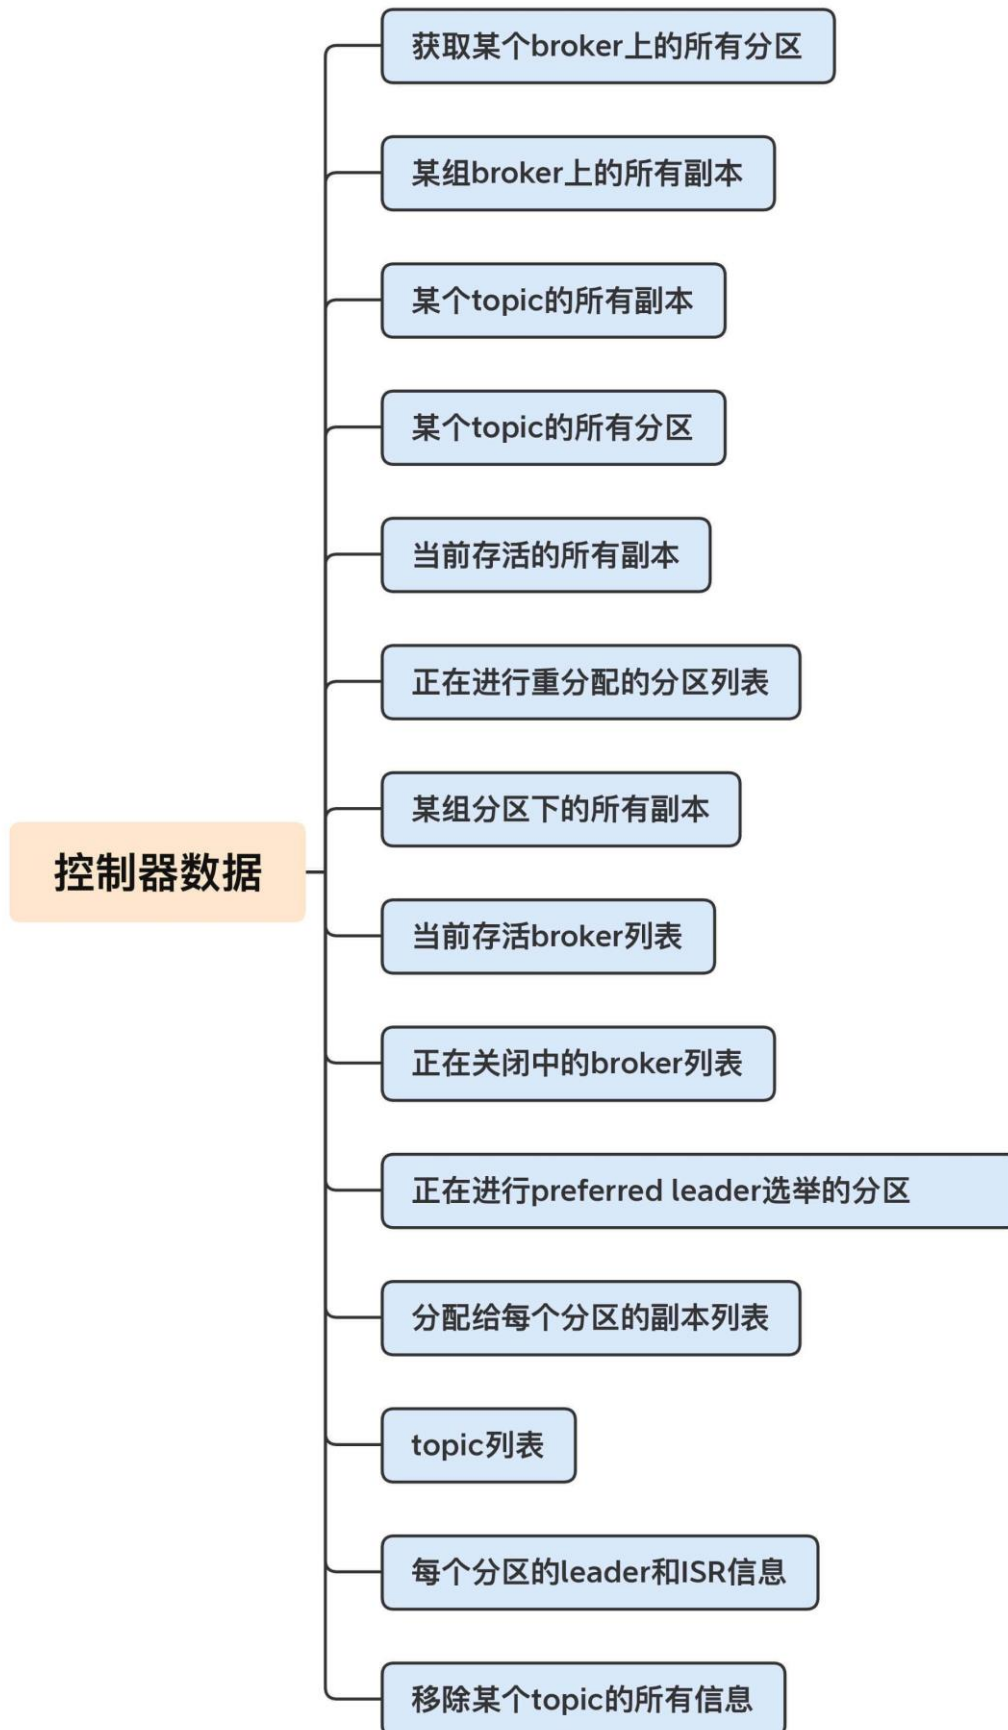 获取某个broker上的所有分区
某组broker上的所有副本
某个topic的所有副本
某个topic的所有分区
当前存活的所有副本
正在进行重分配的分区列表
某组分区下的所有副本
控制器数据
当前存活broker列表
正在关闭中的broker列表
正在进行preferred leader选举的分区
分配给每个分区的副本列表
topic列表
每个分区的leader和ISR信息
移除某个topic的所有信息